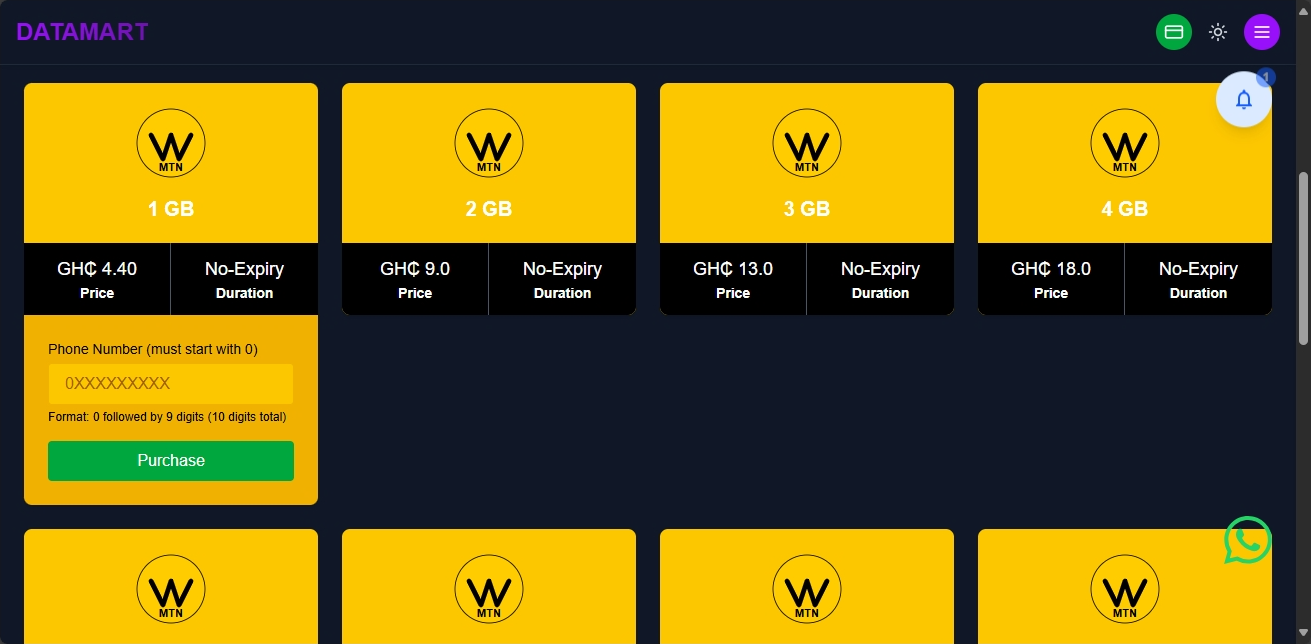 DATAMART
1
MTN
1 GB
GH₵ 4.40
Price
No-Expiry
Duration
Phone Number (must start with 0)
0XXXXXXXXX
Format: 0 followed by 9 digits (10 digits total)
Purchase
MTN
2 GB
GH₵ 9.0
Price
No-Expiry
Duration
MTN
3 GB
GH₵ 13.0
Price
No-Expiry
Duration
MTN
4 GB
GH₵ 18.0
Price
No-Expiry
Duration
MTN
MTN
MTN
MTN